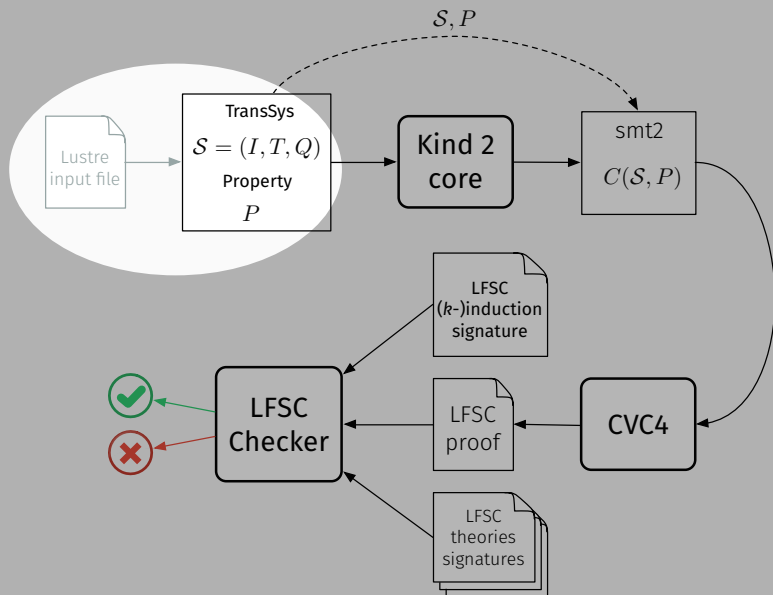 S, P
TransSys
S = (I, T, Q)
Property
P
Lustre
input file
Kind 2
core
smt2
C(S, P)
LFSC
(k-)induction
signature
LFSC
Checker
LFSC
proof
CVC4
LFSC
theories
signatures